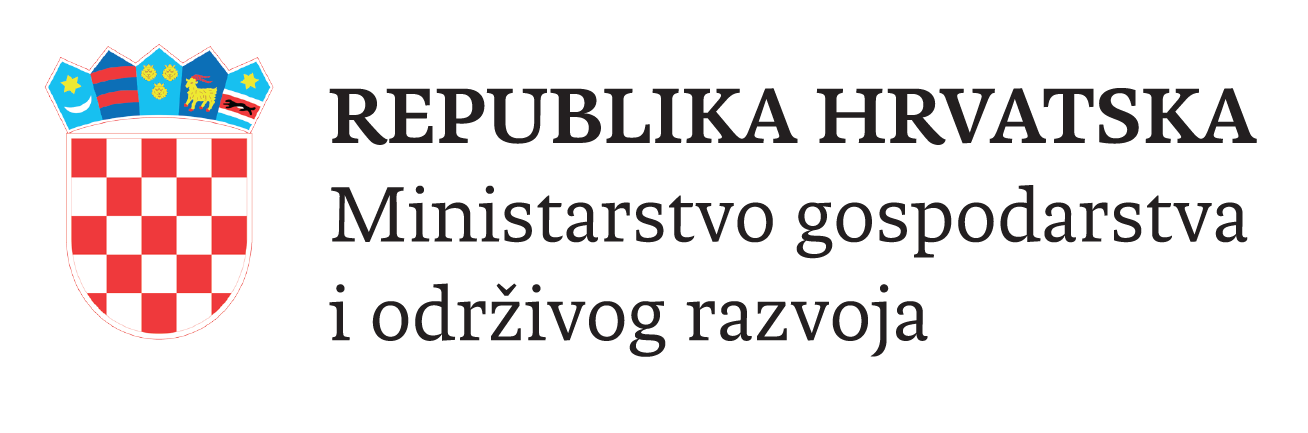 REPUBLIKA HRVATSKA
Ministarstvo gospodarstva
i održivog razvoja